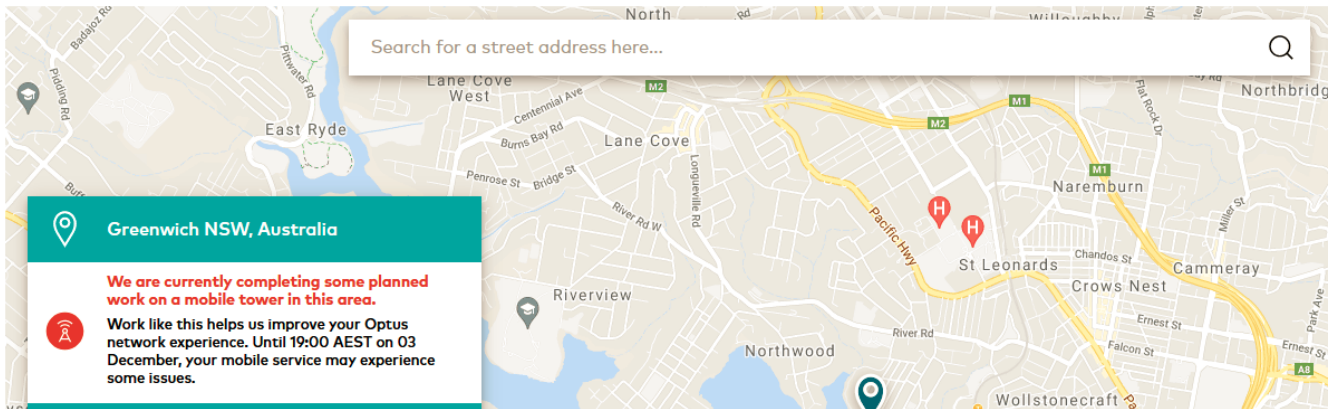 North
Rd
Willoughby
Badajoz Rd
Search for a street address here...
Pittwater Rd
Pidding Rd
Lane Cove
West
M2
Centennial Ave
M1
Flat Rock Dr
Northbridg
East Ryde
Burns Bay Rd
Lane Cove
M2
Penrose St
Bridge St
Longueville Rd
M1
Naremburn
Miller St
River Rd W
H
H
Pacific Hwy
Greenwich NSW, Australia
St Leonards
Chandos St
Cammeray
We are currently completing some planned
work on a mobile tower in this area.
Crows Nest
Riverview
Work like this helps us improve your Optus
network experience. Until 19:00 AEST on 03
December, your mobile service may experience
some issues.
Park Ave
Ernest St
River Rd
Northwood
Falcon St
Ernest St
A8
Wollstonecraft